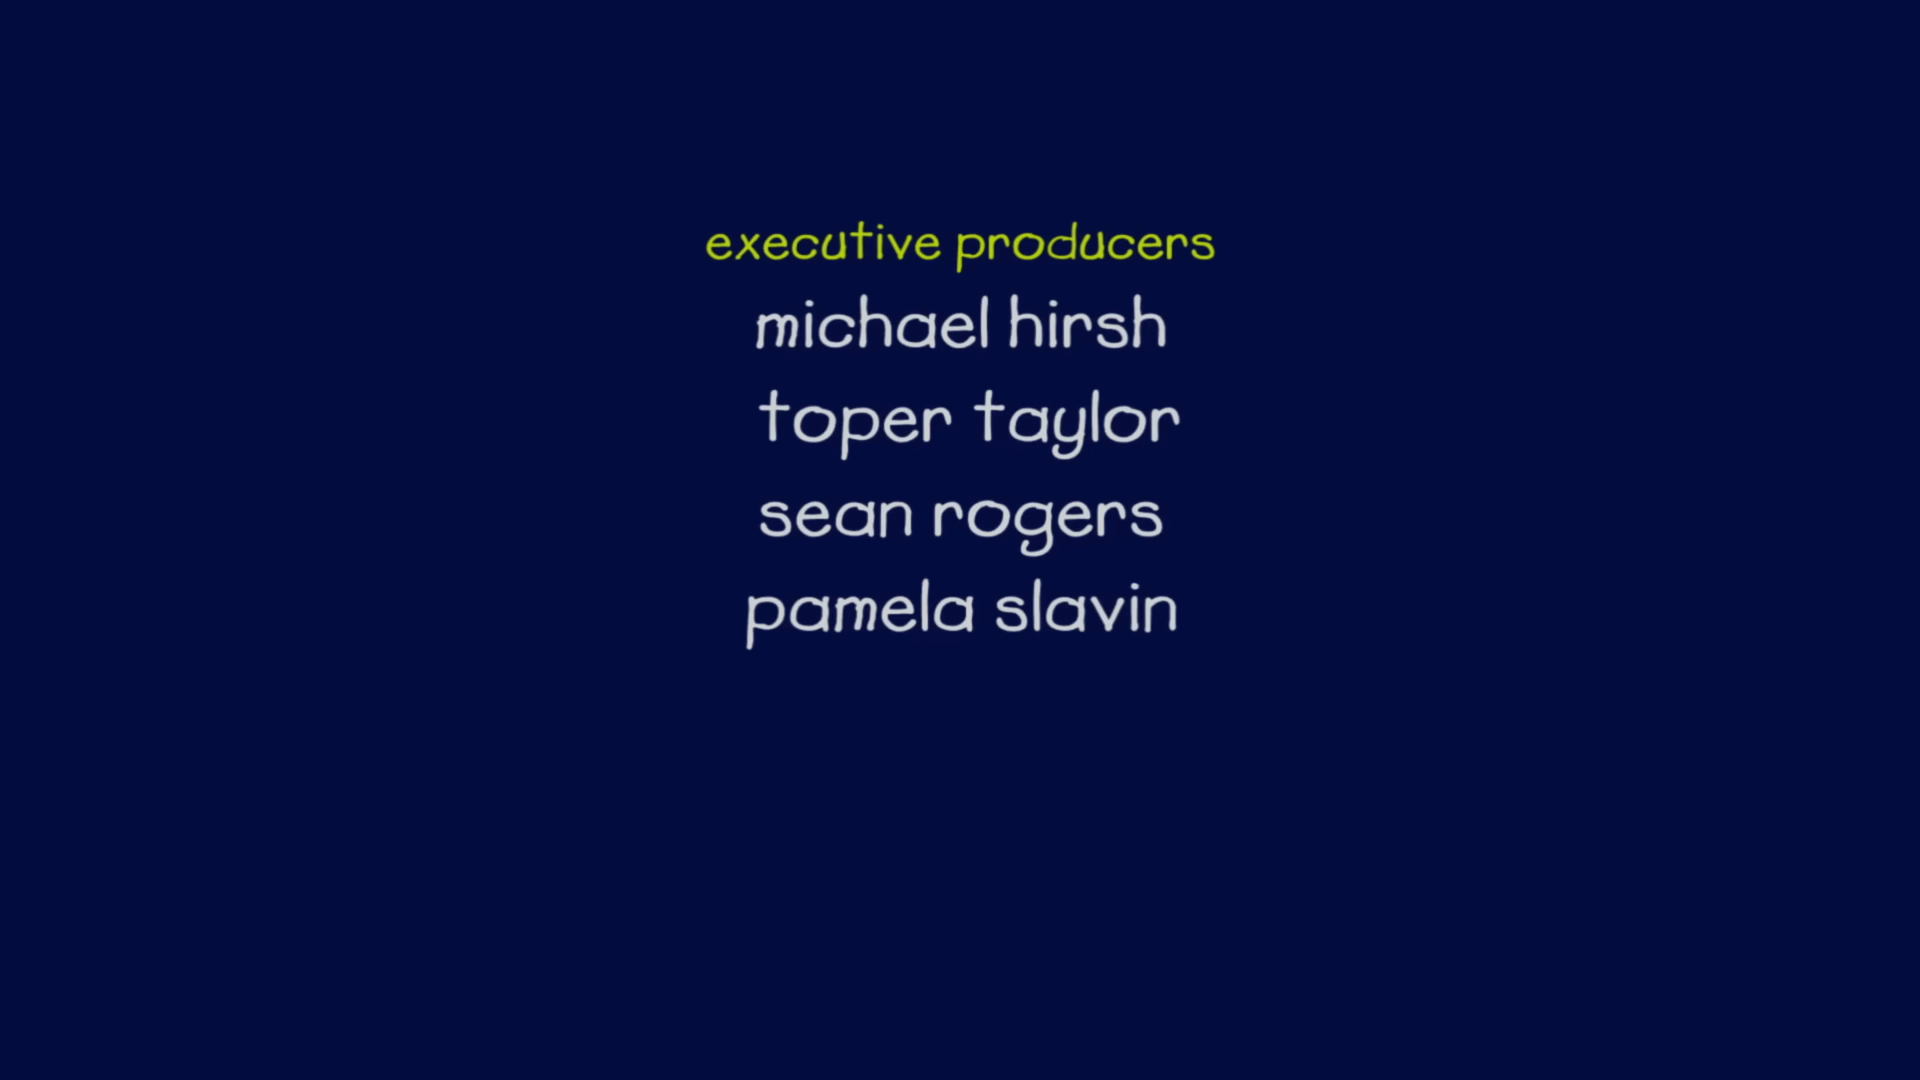 executive producers
michael hirsh
toper taylor
sean rogers
pamela slavin